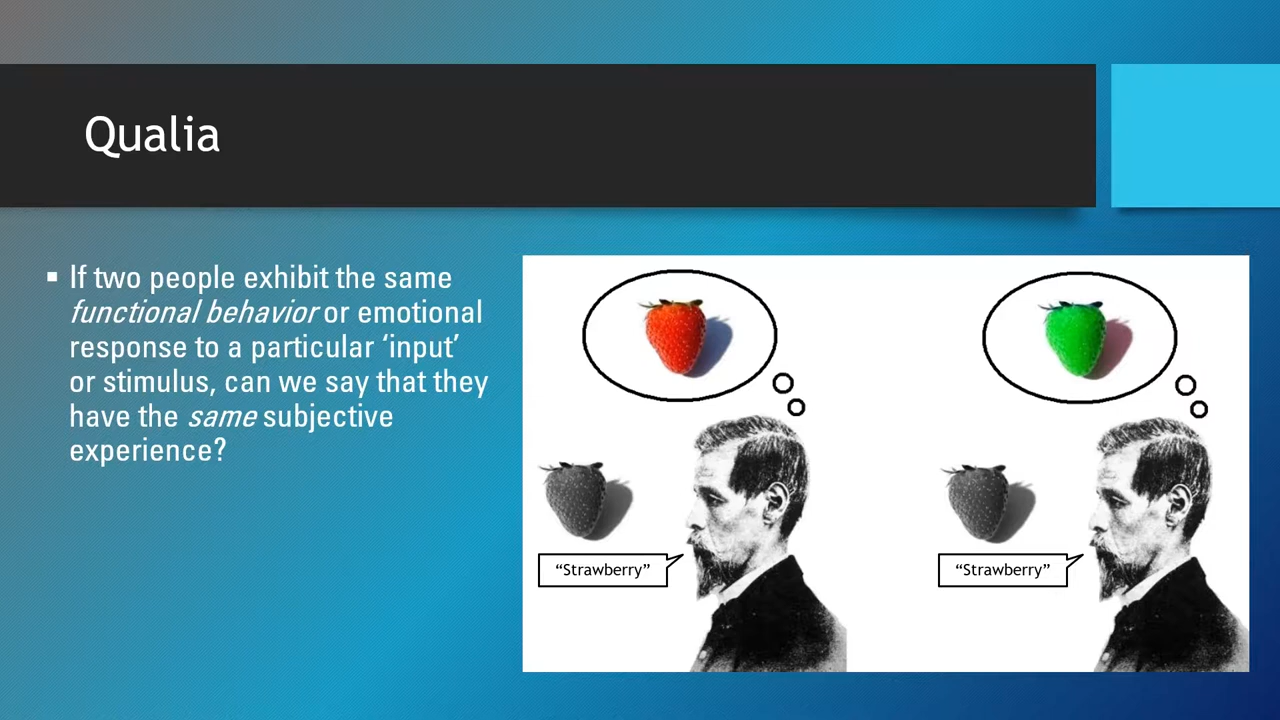 Qualia
▪ If two people exhibit the same
functional behavior or emotional
response to a particular ‘input’
or stimulus, can we say that they
have the same subjective
experience?
“Strawberry”
“Strawberry”